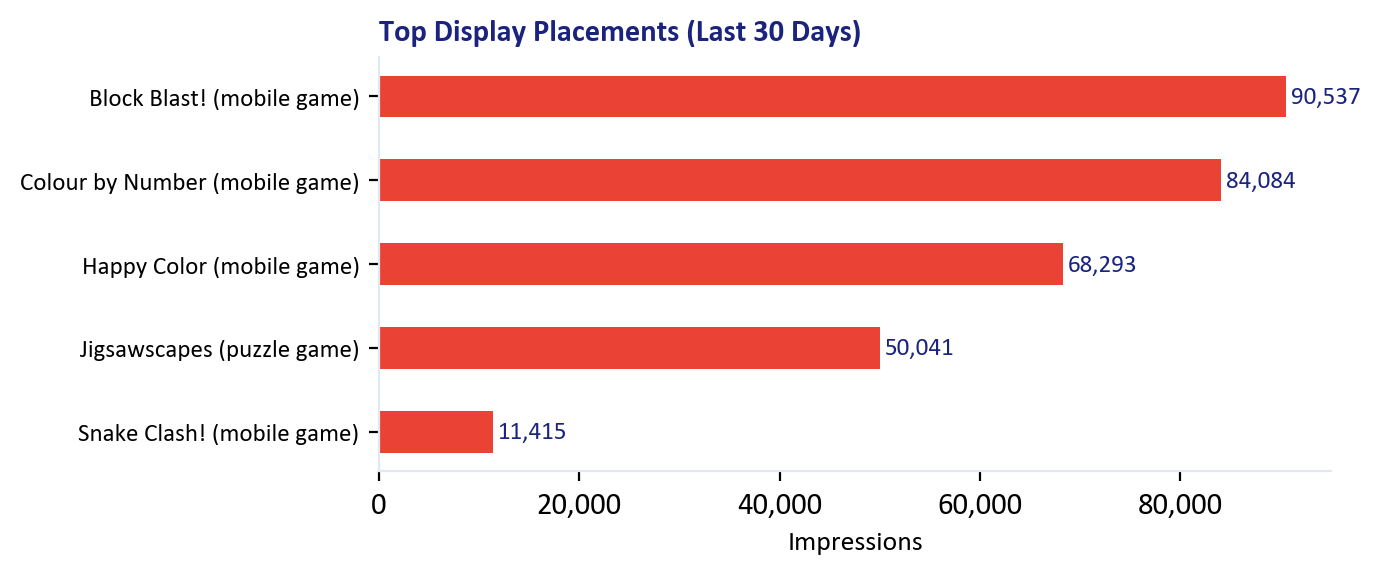 Top Display Placements (Last 30 Days)
Block Blast! (mobile game)
90,537
Colour by Number (mobile game)
84,084
Happy Color (mobile game)
68,293
Jigsawscapes (puzzle game)
50,041
Snake Clash! (mobile game)
11,415
0 20,000 40,000 60,000 80,000
Impressions